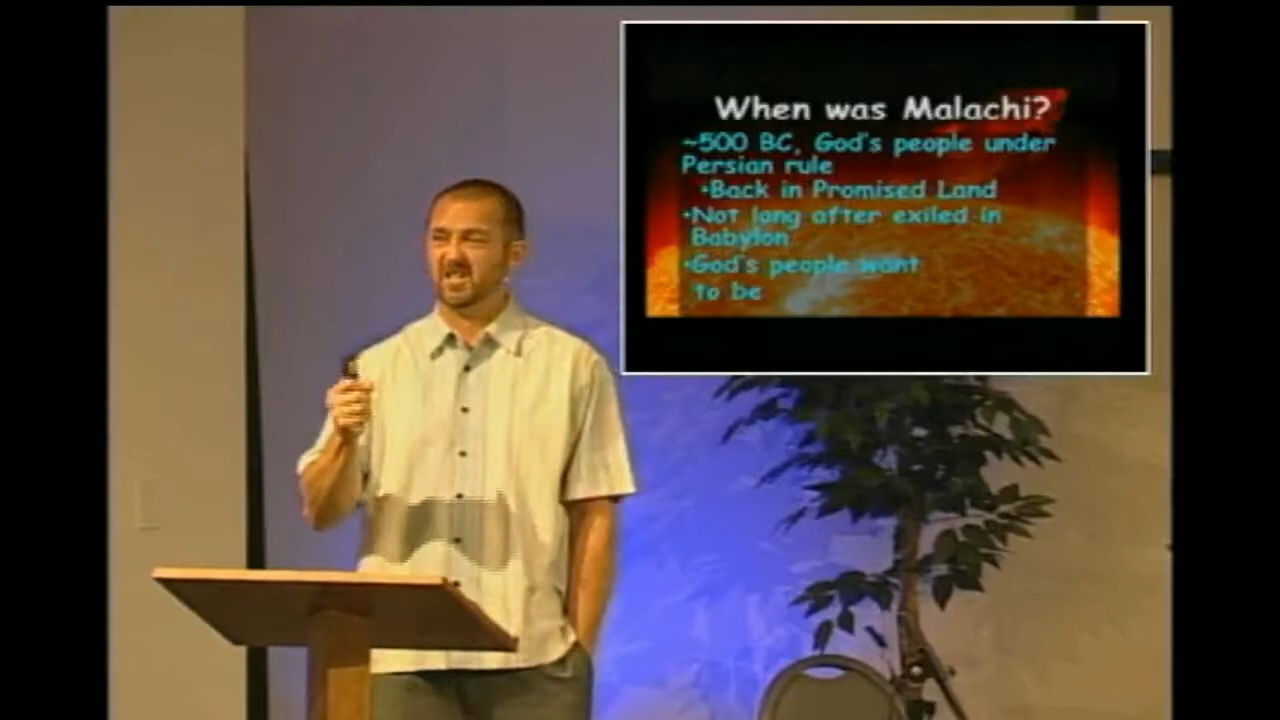 When was Malachi?
~500 BC, God's people under
Persian rule
•Back in Promised Land
•Not long after exiled in
Babylon
•God's people want
to be